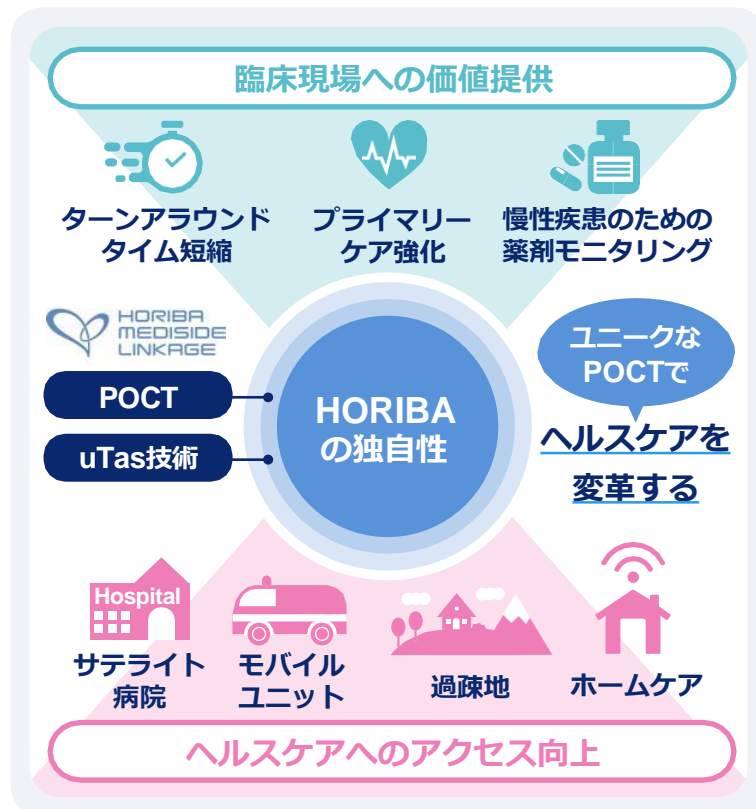 臨床現場への価値提供
ターンアラウンド
タイム短縮
プライマリー
ケア強化
慢性疾患のための
薬剤モニタリング
HORIBA
MEDISIDE
LINKAGE
POCT
uTas技術
HORIBA
の独自性
ユニークな
POCTで
ヘルスケアを
変革する
Hospital
サテライト
病院
モバイル
ユニット
過疎地
ホームケア
ヘルスケアへのアクセス向上